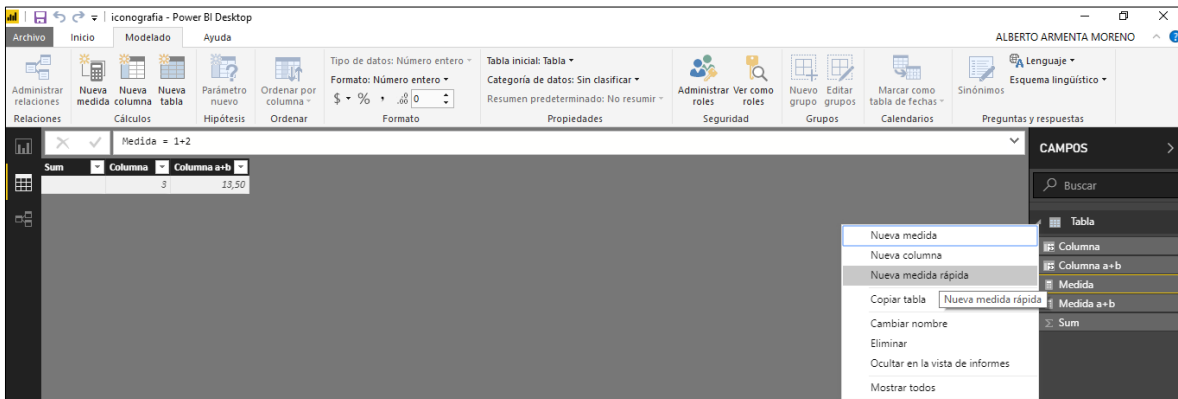 iconografia - Power BI Desktop
Archivo Inicio Modelado Ayuda ALBERTO ARMENTA MORENO
Administrar relaciones
Nueva medida
Nueva columna
Nueva tabla
Parámetro nuevo
Ordenar por columna
Tipo de datos: Número entero
Formato: Número entero
$ % , .00 0
Tabla inicial: Tabla
Categoría de datos: Sin clasificar
Resumen predeterminado: No resumir
Administrar roles
Ver como roles
Nuevo grupo
Editar grupos
Marcar como tabla de fechas
Sinónimos
Lenguaje
Esquema lingüístico
Relaciones Cálculos Hipótesis Ordenar Formato Propiedades Seguridad Grupos Calendarios Preguntas y respuestas
Medida = 1+2
Sum Columna Columna a+b
3 13,50
CAMPOS
Buscar
Tabla
Columna
Columna a+b
Medida
Medida a+b
Sum
Nueva medida
Nueva columna
Nueva medida rápida
Copiar tabla
Nueva medida rápida
Cambiar nombre
Eliminar
Ocultar en la vista de informes
Mostrar todos